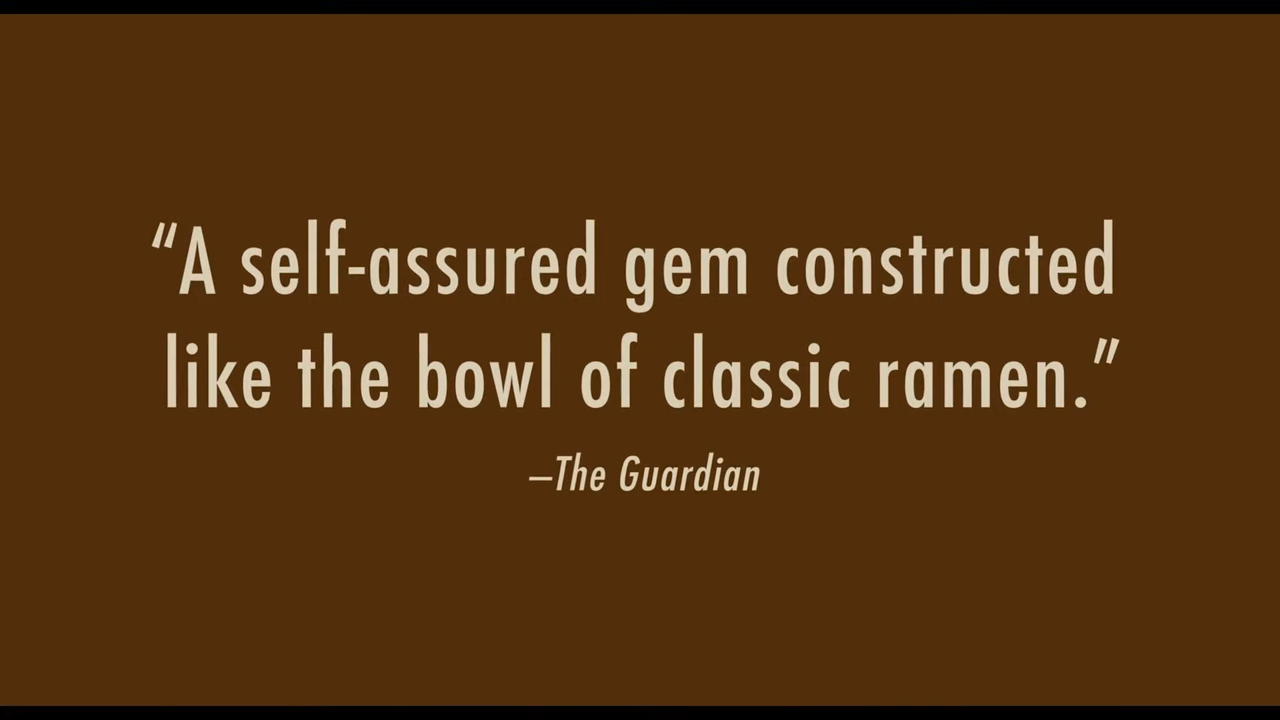 “A self-assured gem constructed
like the bowl of classic ramen.”
–The Guardian